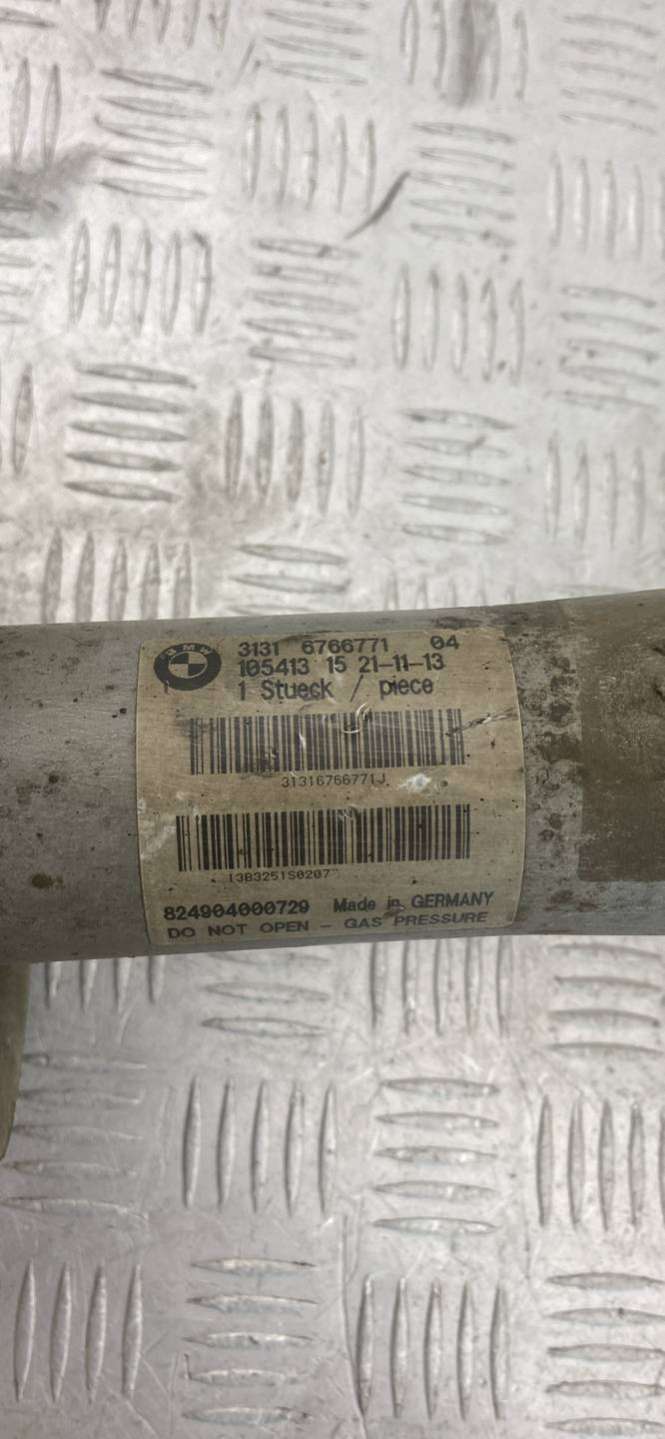 BMW
3131 6766771 04
105413 15 21-11-13
1 Stueck / piece
31316766771J
I3B3251S0207
824904000729 Made in GERMANY
DO NOT OPEN - GAS PRESSURE